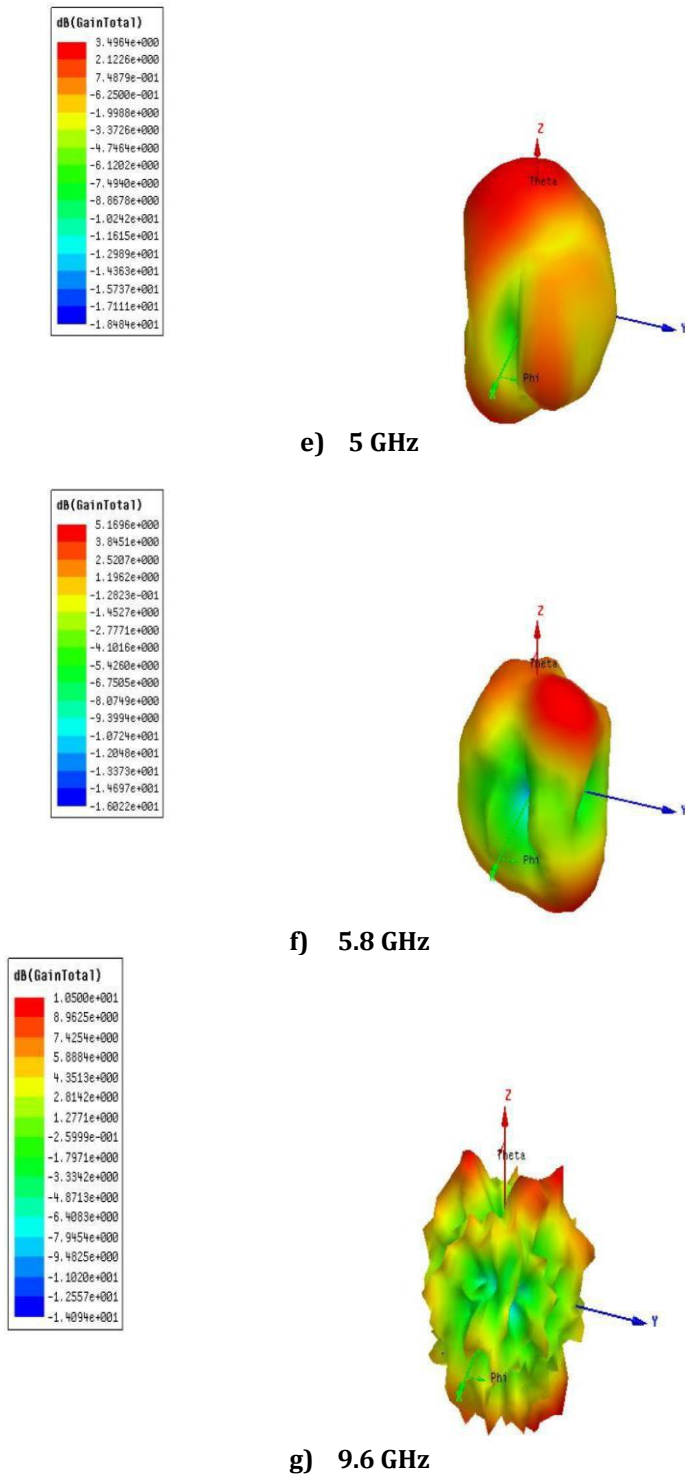 dB(GainTotal)
3.4964e+000
2.1226e+000
7.4879e-001
-6.2500e-001
-1.9988e+000
-3.3726e+000
-4.7464e+000
-6.1202e+000
-7.4940e+000
-8.8678e+000
-1.0242e+001
-1.1615e+001
-1.2989e+001
-1.4363e+001
-1.5737e+001
-1.7111e+001
-1.8484e+001
Z
Theta
Y
Phi
X
e) 5 GHz
dB(GainTotal)
5.1696e+000
3.8451e+000
2.5207e+000
1.1962e+000
-1.2823e-001
-1.4527e+000
-2.7771e+000
-4.1016e+000
-5.4260e+000
-6.7505e+000
-8.0749e+000
-9.3994e+000
-1.0724e+001
-1.2048e+001
-1.3373e+001
-1.4697e+001
-1.6022e+001
Z
Theta
Y
Phi
X
f) 5.8 GHz
dB(GainTotal)
1.0500e+001
8.9625e+000
7.4254e+000
5.8884e+000
4.3513e+000
2.8142e+000
1.2771e+000
-2.5999e-001
-1.7971e+000
-3.3342e+000
-4.8713e+000
-6.4083e+000
-7.9454e+000
-9.4825e+000
-1.1020e+001
-1.2557e+001
-1.4094e+001
Z
Theta
Y
Phi
X
g) 9.6 GHz